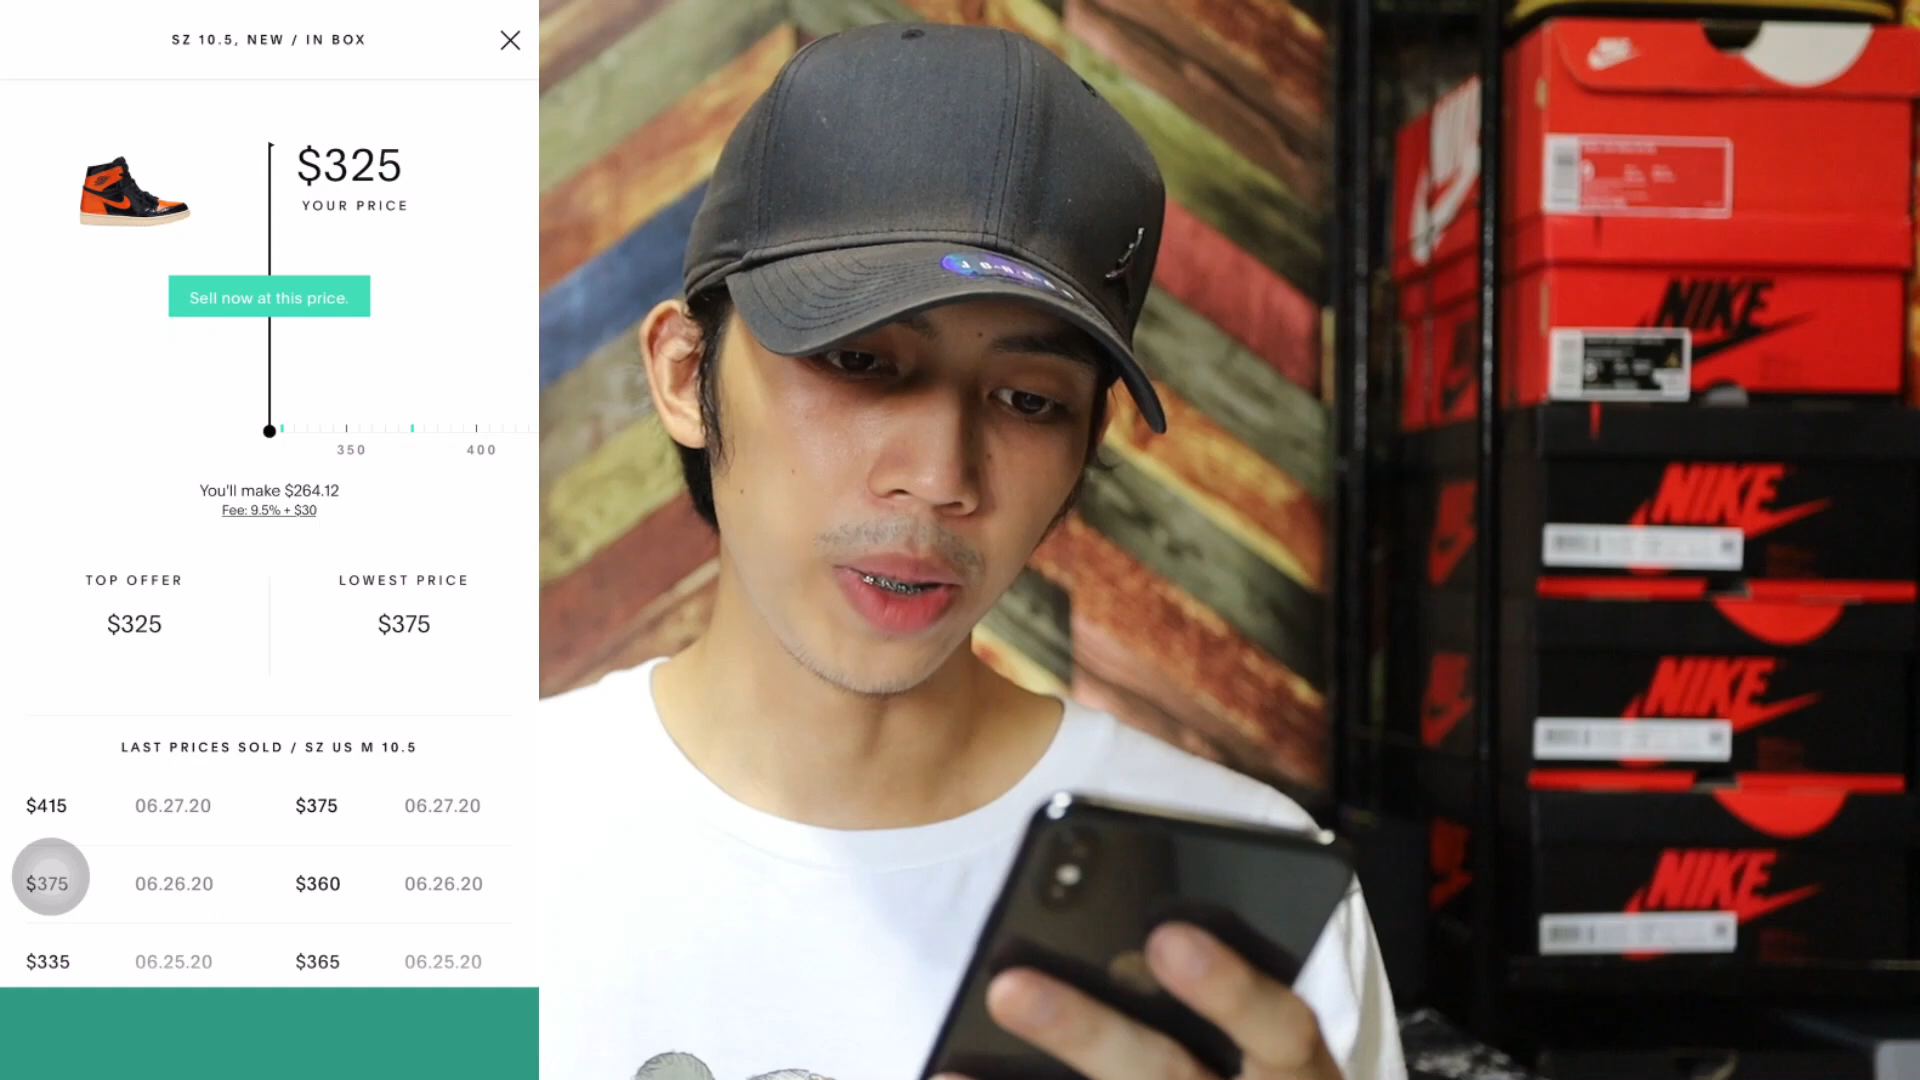 SZ 10.5, NEW / IN BOX
$325
YOUR PRICE
Sell now at this price.
350 400
You'll make $264.12
Fee: 9.5% + $30
TOP OFFER LOWEST PRICE
$325 $375
LAST PRICES SOLD / SZ US M 10.5
$415 06.27.20 $375 06.27.20
$375 06.26.20 $360 06.26.20
$335 06.25.20 $365 06.25.20
NIKE
NIKE
NIKE
NIKE